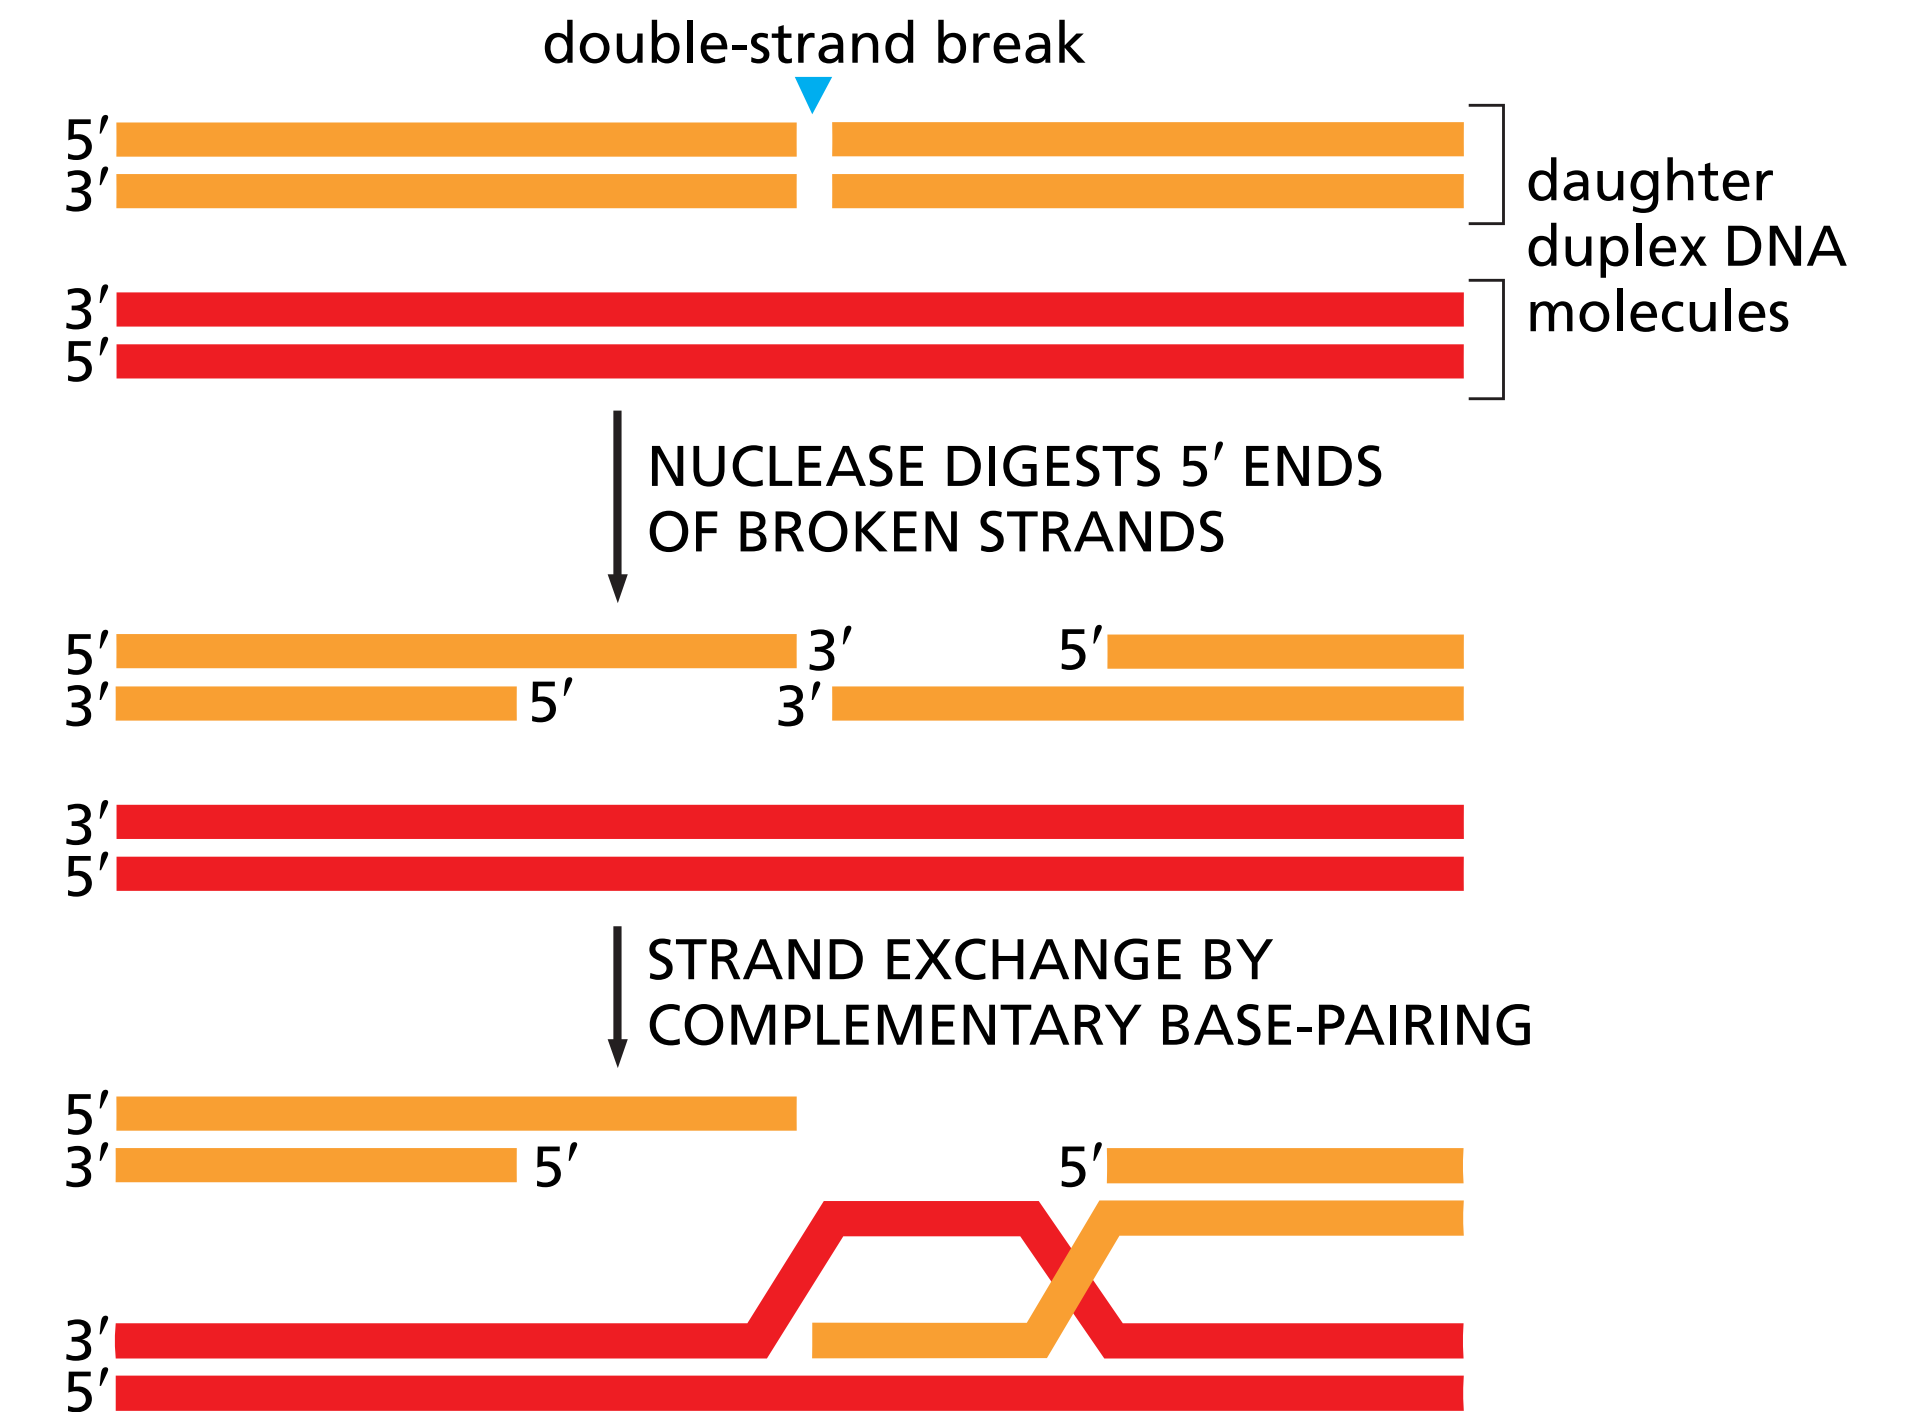 double-strand break
5′
3′
daughter
duplex DNA
molecules
3′
5′
NUCLEASE DIGESTS 5′ ENDS
OF BROKEN STRANDS
5′ 3′ 5′
3′ 5′ 3′
3′
5′
STRAND EXCHANGE BY
COMPLEMENTARY BASE-PAIRING
5′
3′ 5′ 5′
3′
5′